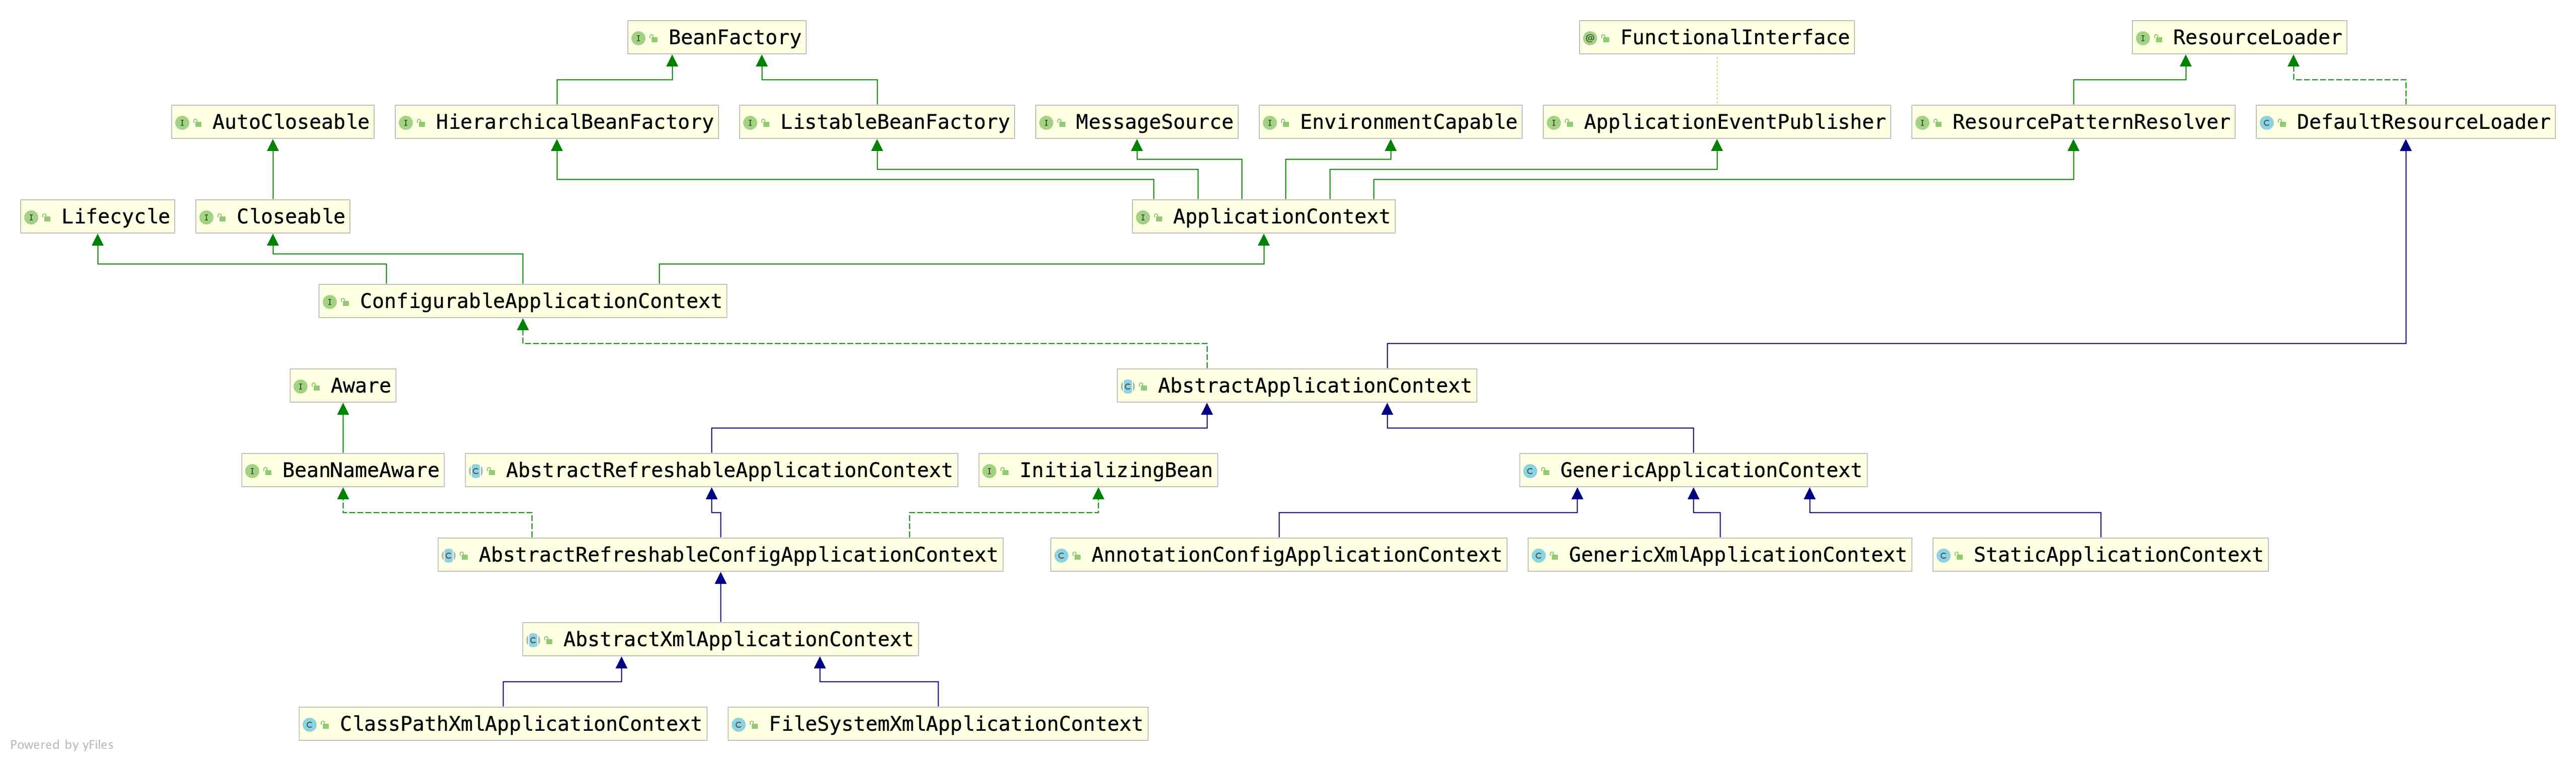 BeanFactory
FunctionalInterface
ResourceLoader
AutoCloseable
HierarchicalBeanFactory
ListableBeanFactory
MessageSource
EnvironmentCapable
ApplicationEventPublisher
ResourcePatternResolver
DefaultResourceLoader
Lifecycle
Closeable
ApplicationContext
ConfigurableApplicationContext
Aware
AbstractApplicationContext
BeanNameAware
AbstractRefreshableApplicationContext
InitializingBean
GenericApplicationContext
AbstractRefreshableConfigApplicationContext
AnnotationConfigApplicationContext
GenericXmlApplicationContext
StaticApplicationContext
AbstractXmlApplicationContext
ClassPathXmlApplicationContext
FileSystemXmlApplicationContext
Powered by yFiles